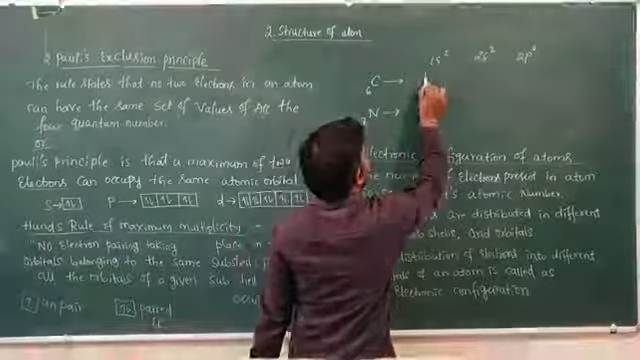 2. Structure of atom
2 Pauli's Exclusion principle
The rule states that no two Electrons in an atom
can have the same set of Values of All the
four quantum number.
or
Pauli's principle is that a maximum of two
Electrons Can occupy the same atomic orbital
S→ ↑↓ P → ↑↓ ↑↓ ↑↓ d→ ↑↓ ↑↓ ↑↓ ↑↓ ↑↓
Hund's Rule of maximum multiplicity -
"No Electron pairing taking place
orbitals belonging to the same Subshell
the orbitals of a given Sub
↑ unpair ↑↓ paired
1s² 2s² 2p²
₆C →
₇N →
Electronic configuration of atoms
number of Electrons present in atom
Atomic Number.
are distributed in different
shells, And orbitals.
distribution of Electrons into different
of an atom is called as
Electronic configuration